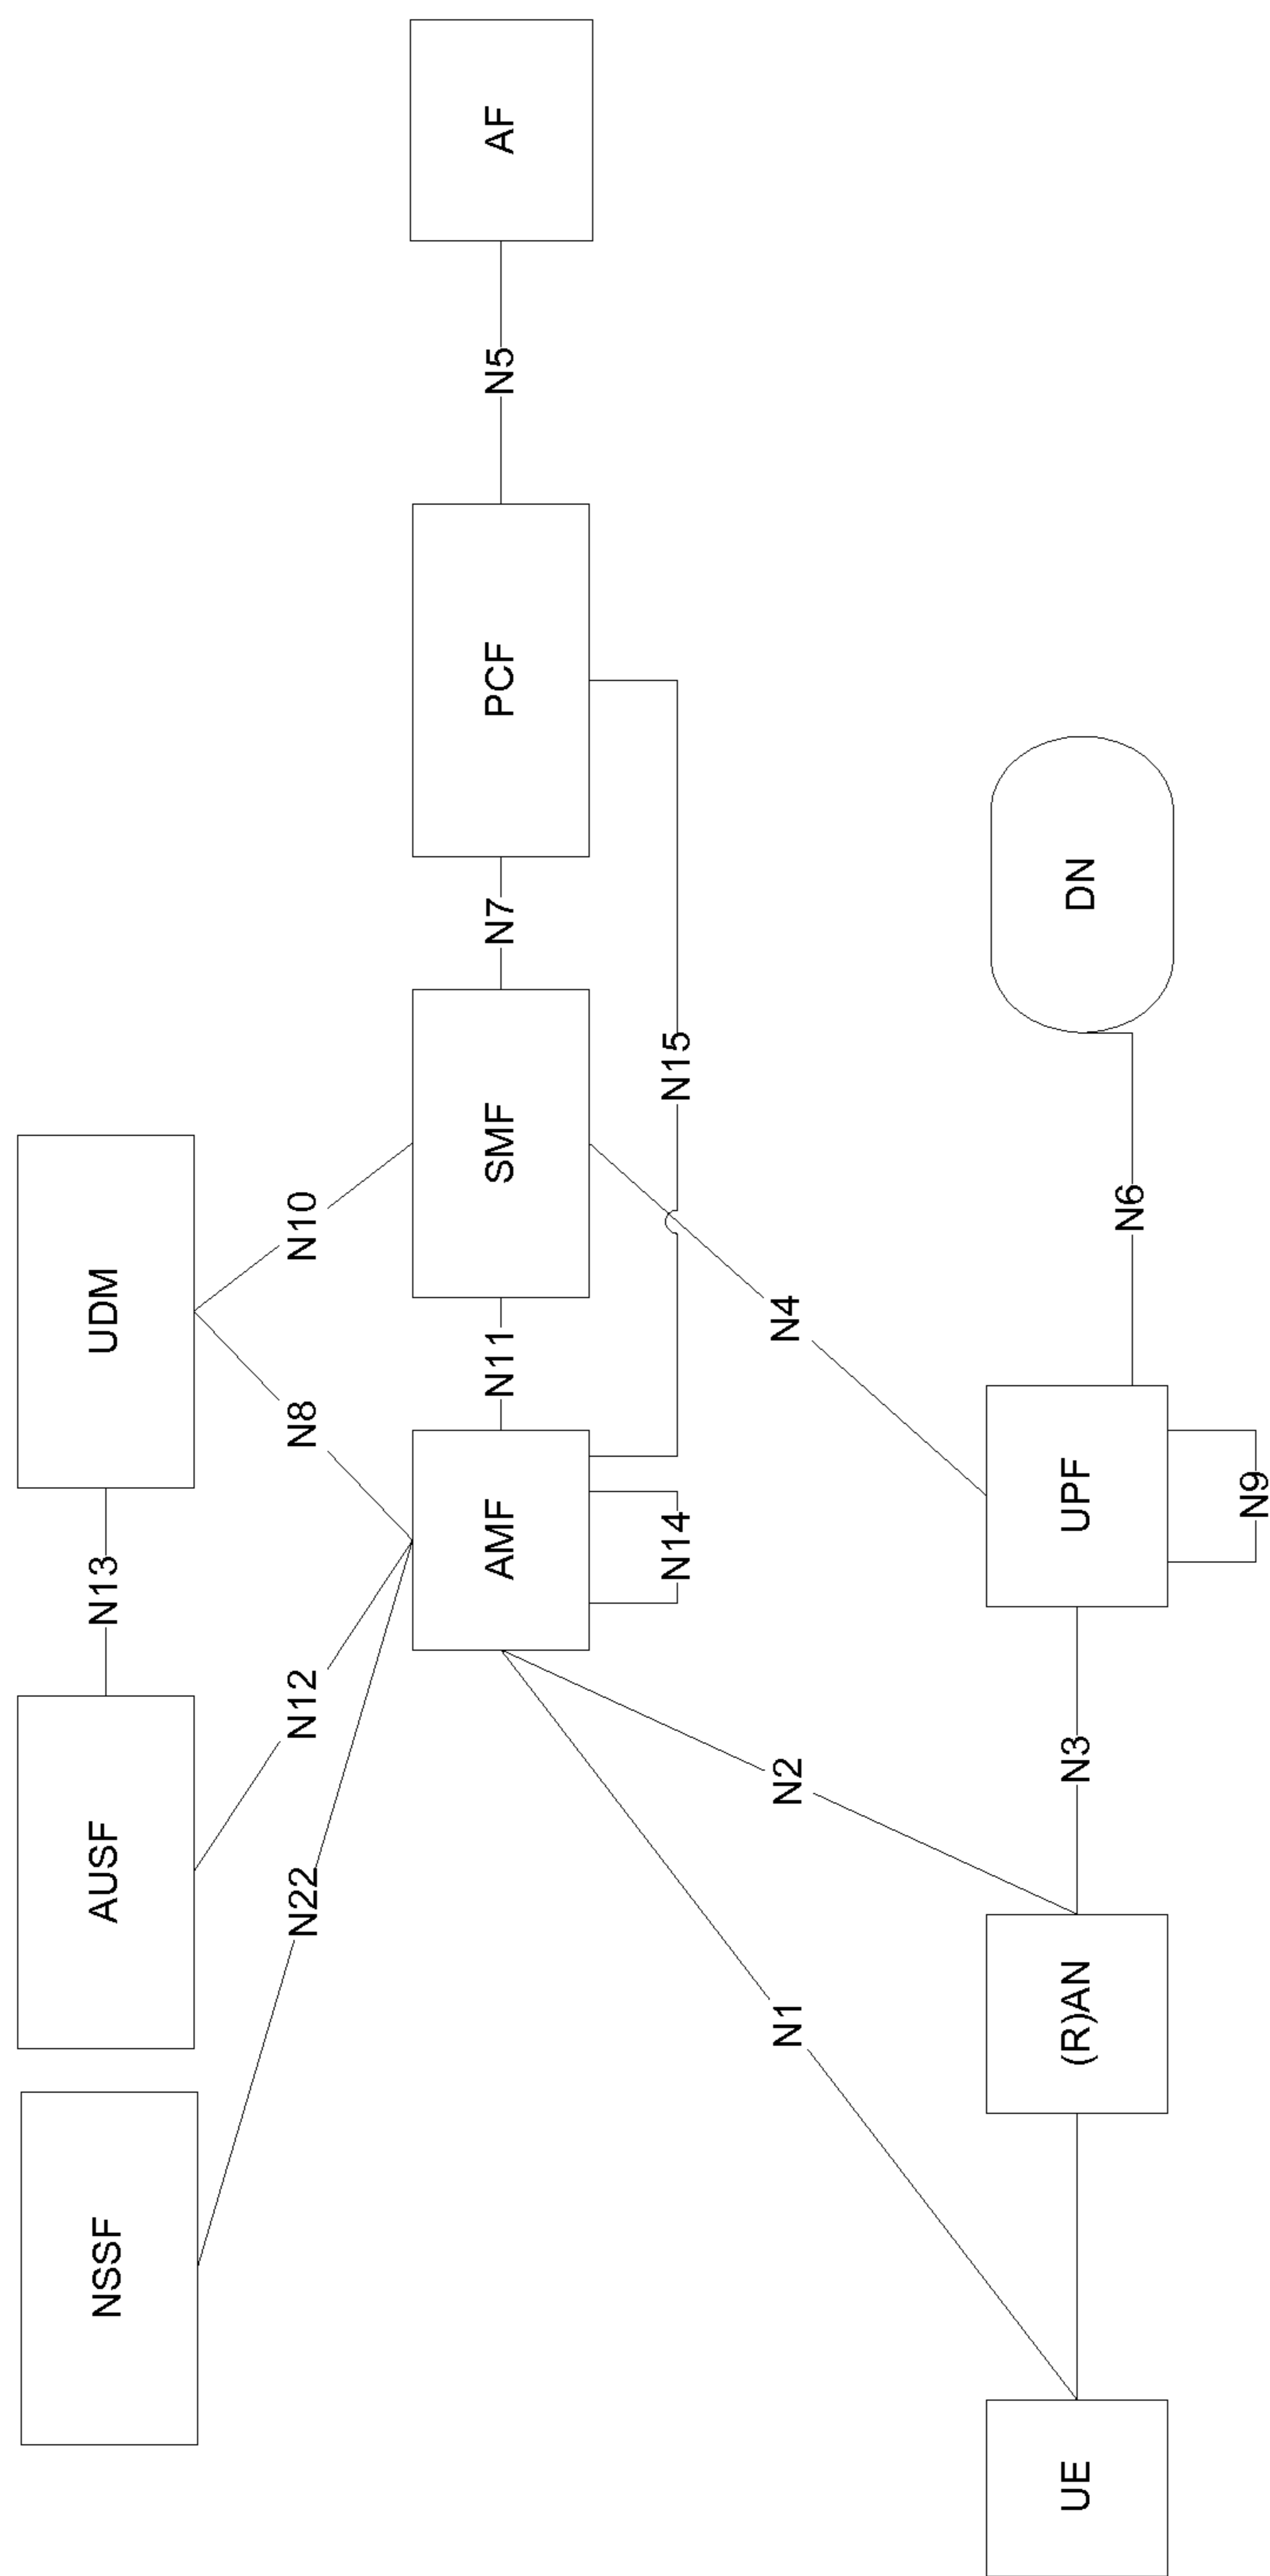 NSSF
AUSF
N13
UDM
N22
N12
N8
N10
AMF
N11
SMF
N7
PCF
N5
AF
N14
N15
N1
N2
N4
UE
(R)AN
N3
UPF
N6
DN
N9